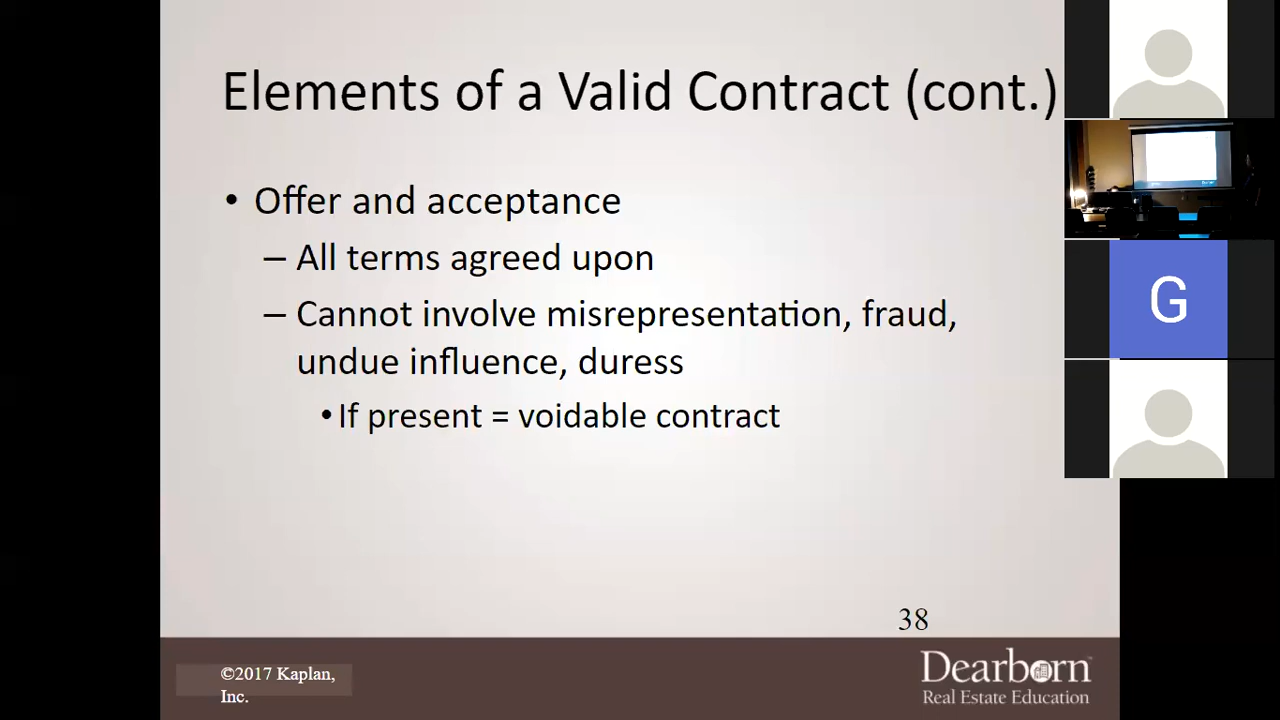 Elements of a Valid Contract (cont.)
• Offer and acceptance
– All terms agreed upon
– Cannot involve misrepresentation, fraud,
undue influence, duress
• If present = voidable contract
G
38
©2017 Kaplan,
Inc.
Dearborn
Real Estate Education